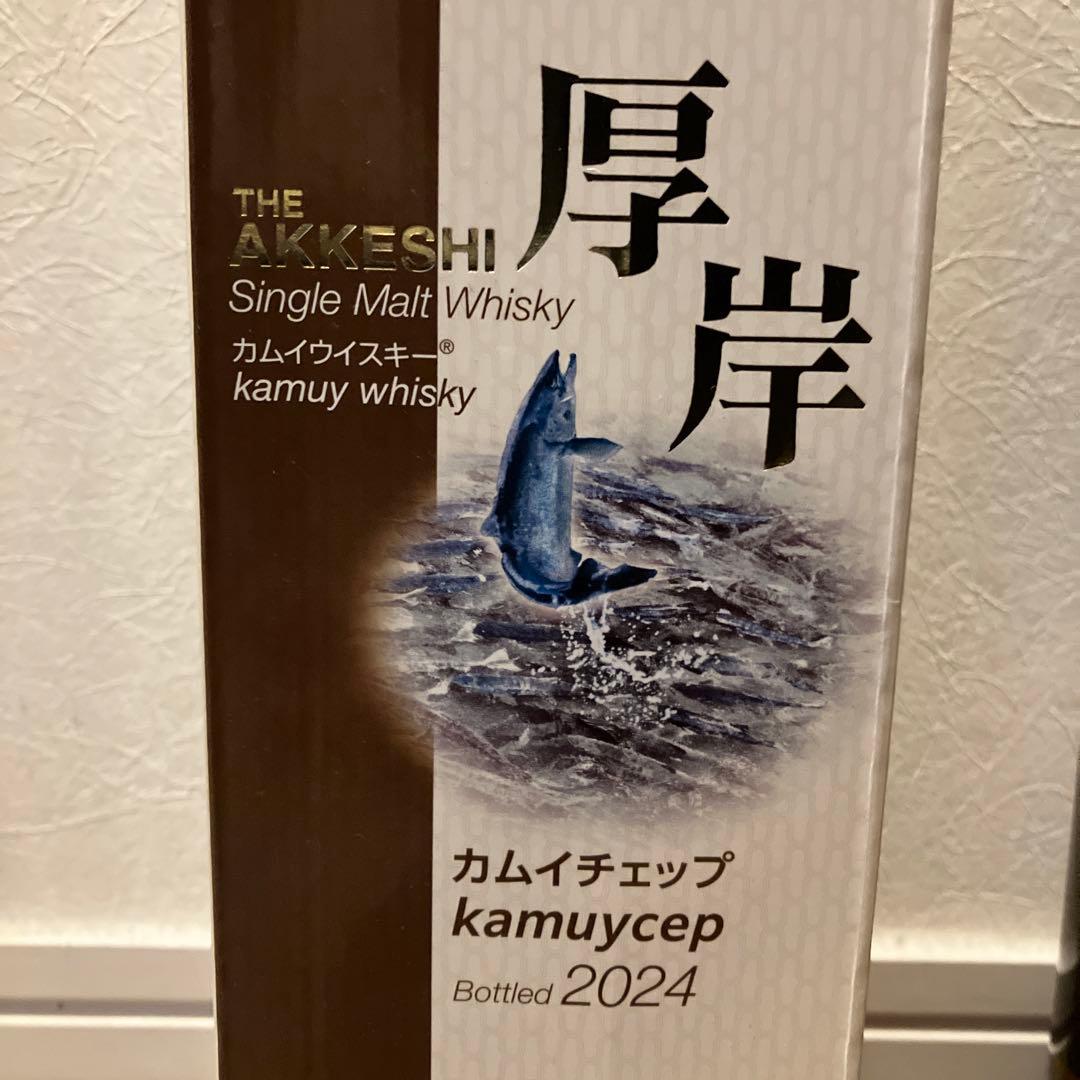 厚岸
THE
AKKESHI
Single Malt Whisky
カムイウイスキー®
kamuy whisky
カムイチェップ
kamuycep
Bottled 2024